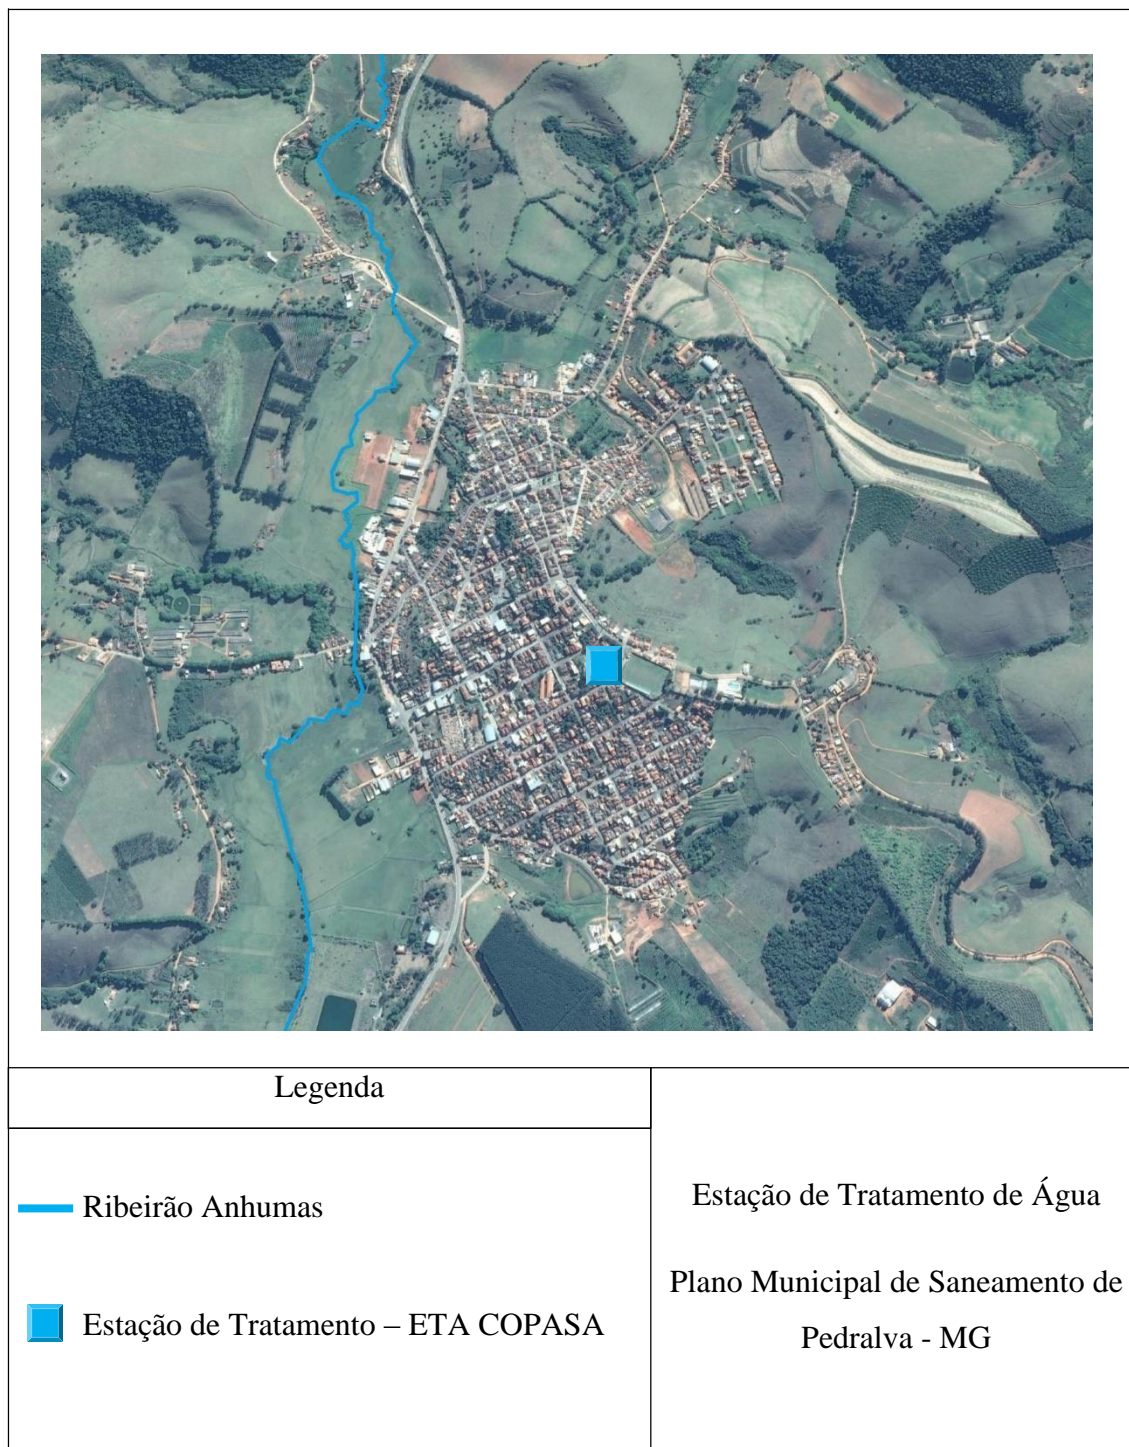 Legenda
Ribeirão Anhumas
Estação de Tratamento – ETA COPASA
Estação de Tratamento de Água
Plano Municipal de Saneamento de
Pedralva - MG